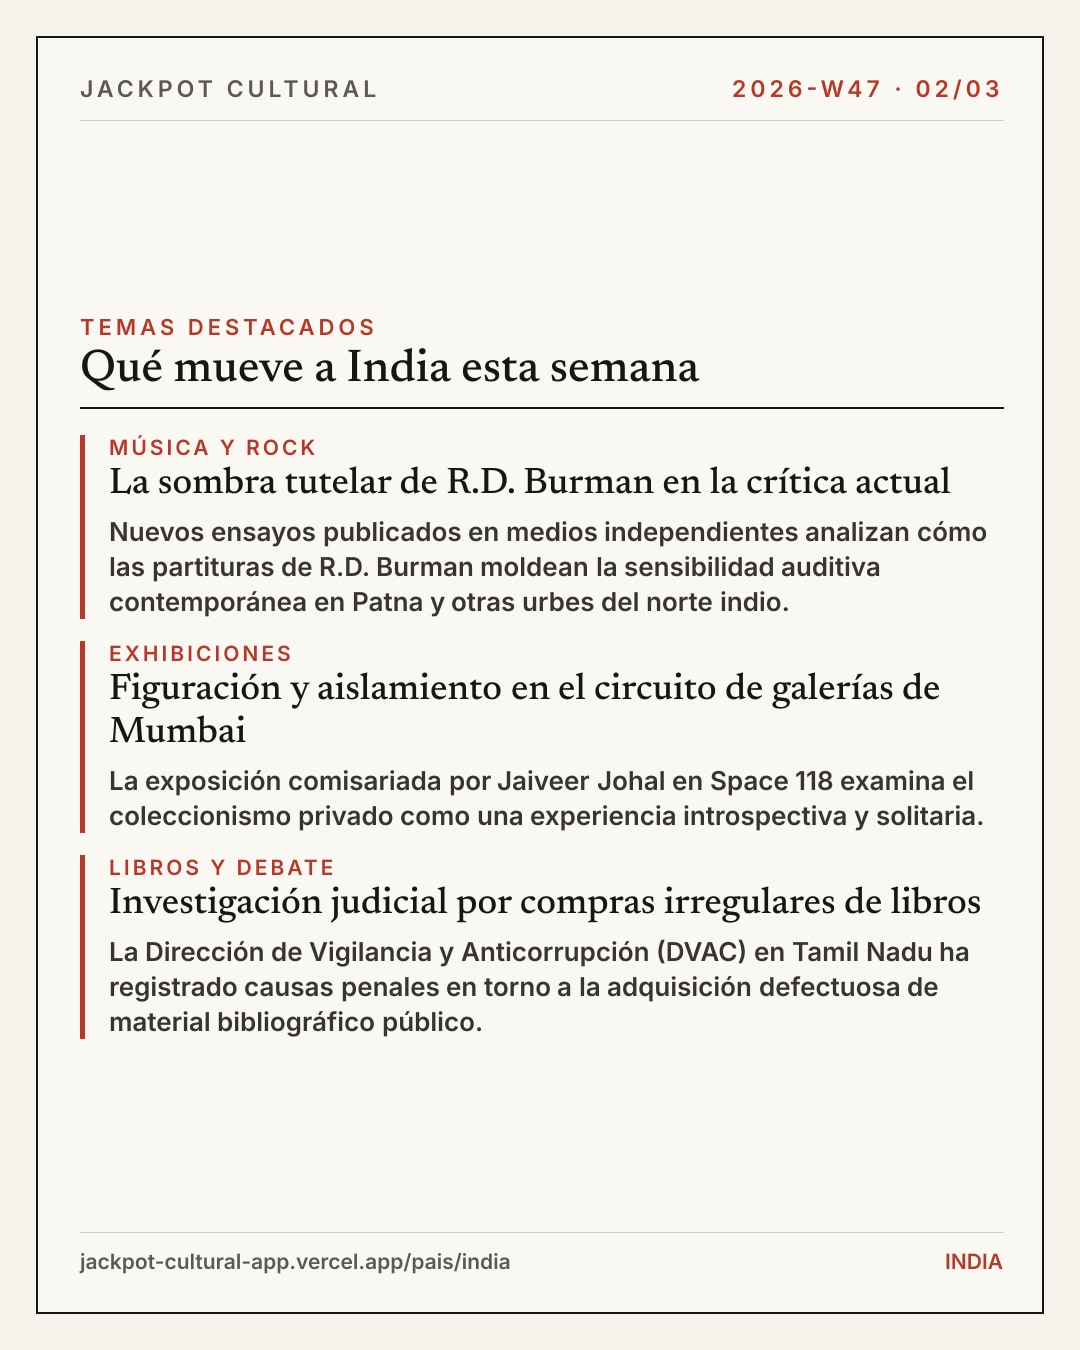 JACKPOT CULTURAL
2026-W47 · 02/03
TEMAS DESTACADOS
Qué mueve a India esta semana
MÚSICA Y ROCK
La sombra tutelar de R.D. Burman en la crítica actual
Nuevos ensayos publicados en medios independientes analizan cómo
las partituras de R.D. Burman moldean la sensibilidad auditiva
contemporánea en Patna y otras urbes del norte indio.
EXHIBICIONES
Figuración y aislamiento en el circuito de galerías de
Mumbai
La exposición comisariada por Jaiveer Johal en Space 118 examina el
coleccionismo privado como una experiencia introspectiva y solitaria.
LIBROS Y DEBATE
Investigación judicial por compras irregulares de libros
La Dirección de Vigilancia y Anticorrupción (DVAC) en Tamil Nadu ha
registrado causas penales en torno a la adquisición defectuosa de
material bibliográfico público.
jackpot-cultural-app.vercel.app/pais/india
INDIA